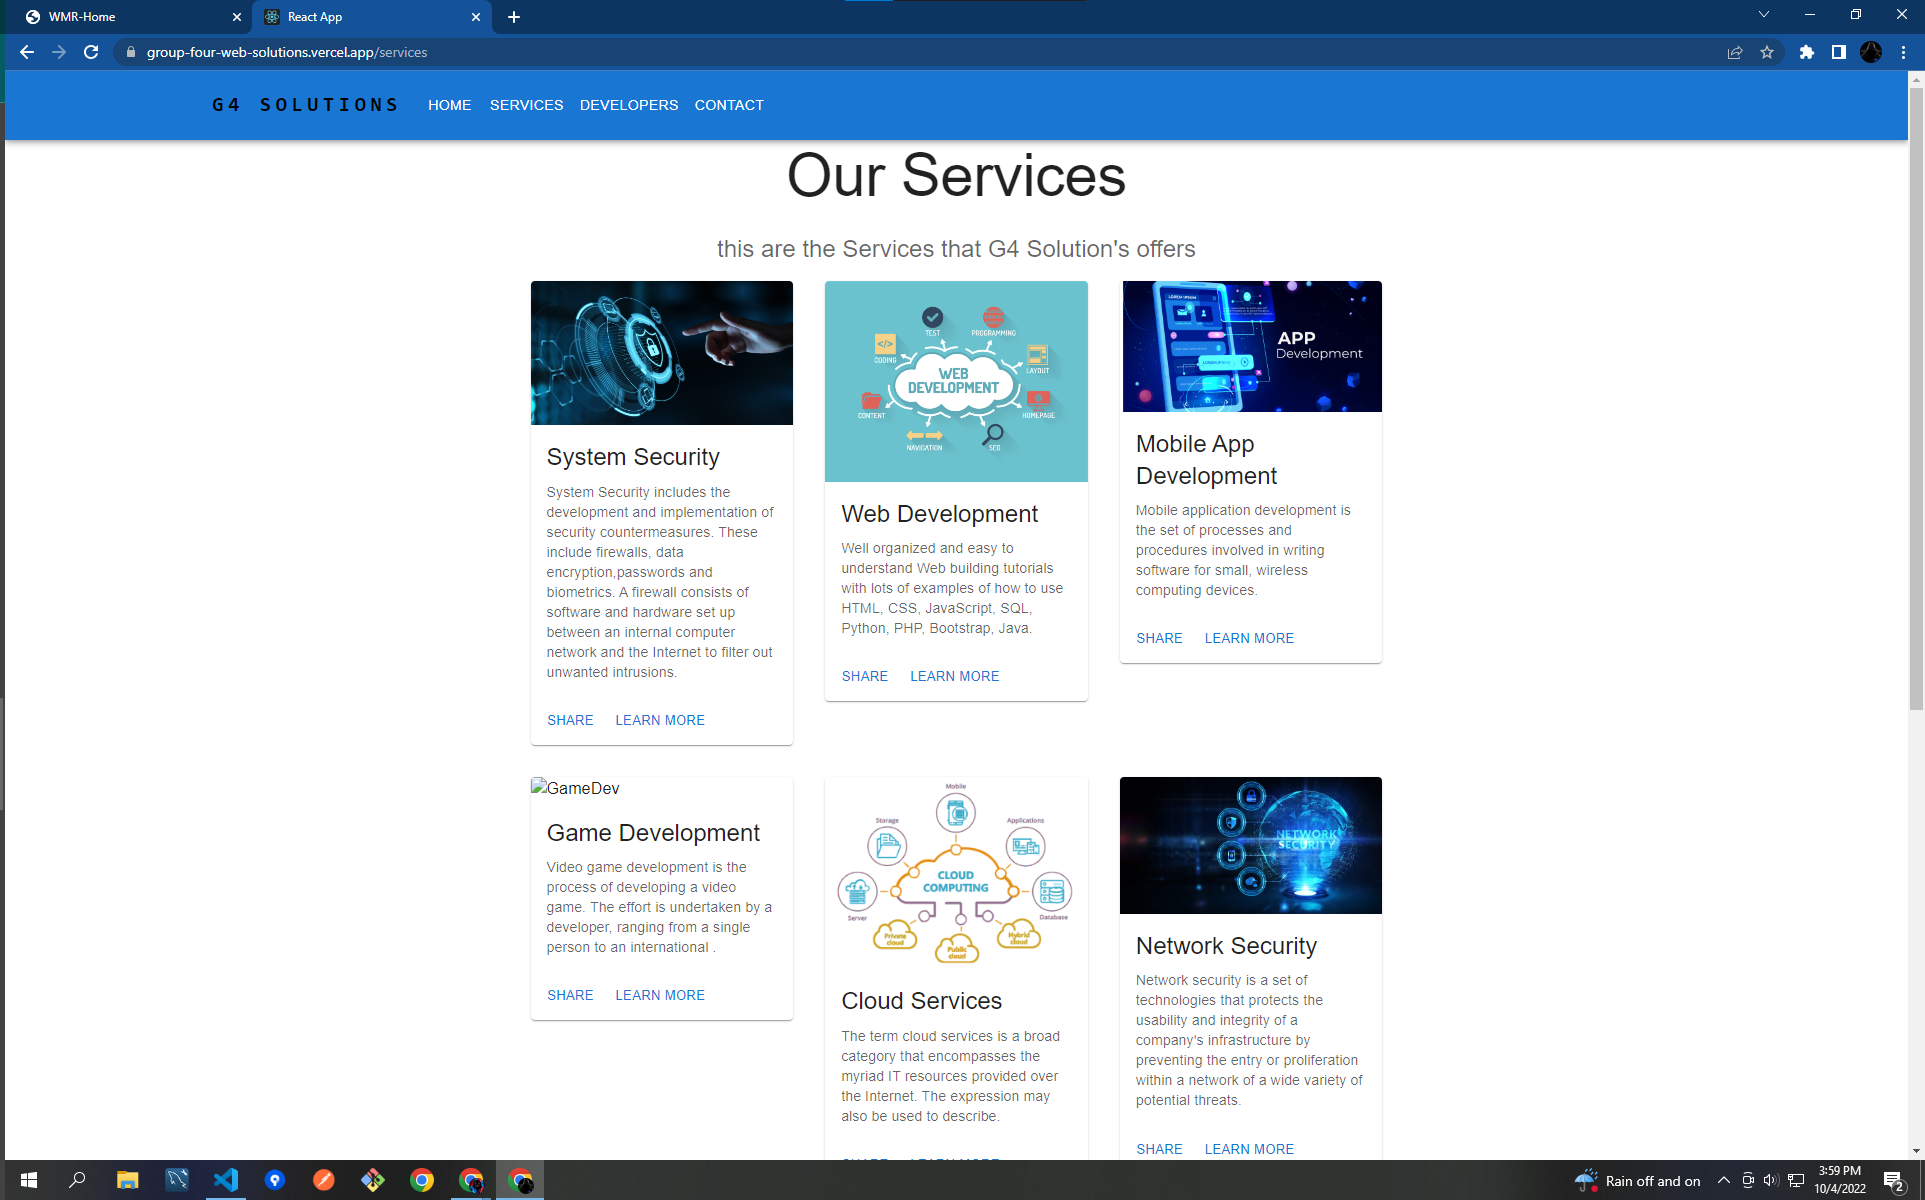 WMR-Home
React App
group-four-web-solutions.vercel.app/services
G4 SOLUTIONS HOME SERVICES DEVELOPERS CONTACT
Our Services
this are the Services that G4 Solution's offers
System Security
System Security includes the
development and implementation of
security countermeasures. These
include firewalls, data
encryption,passwords and
biometrics. A firewall consists of
software and hardware set up
between an internal computer
network and the Internet to filter out
unwanted intrusions.
SHARE LEARN MORE
TEST
PROGRAMMING
CODING
LAYOUT
WEB
DEVELOPMENT
CONTENT
HOMEPAGE
NAVIGATION
SEO
Web Development
Well organized and easy to
understand Web building tutorials
with lots of examples of how to use
HTML, CSS, JavaScript, SQL,
Python, PHP, Bootstrap, Java.
SHARE LEARN MORE
LOREM IPSUM
APP
Development
Mobile App
Development
Mobile application development is
the set of processes and
procedures involved in writing
software for small, wireless
computing devices.
SHARE LEARN MORE
GameDev
Game Development
Video game development is the
process of developing a video
game. The effort is undertaken by a
developer, ranging from a single
person to an international .
SHARE LEARN MORE
Mobile
Storage
Applications
CLOUD
COMPUTING
Server
Database
Private
cloud
Public
cloud
Hybrid
cloud
Cloud Services
The term cloud services is a broad
category that encompasses the
myriad IT resources provided over
the Internet. The expression may
also be used to describe.
NETWORK
SECURITY
Network Security
Network security is a set of
technologies that protects the
usability and integrity of a
company's infrastructure by
preventing the entry or proliferation
within a network of a wide variety of
potential threats.
SHARE LEARN MORE
Rain off and on
3:59 PM
10/4/2022
2